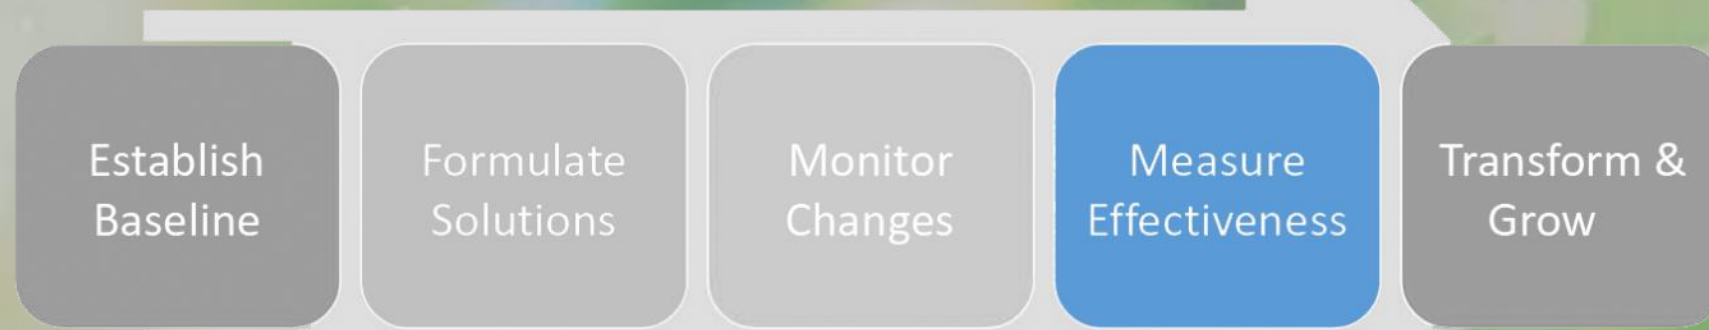 Establish
Baseline
Formulate
Solutions
Monitor
Changes
Measure
Effectiveness
Transform &
Grow